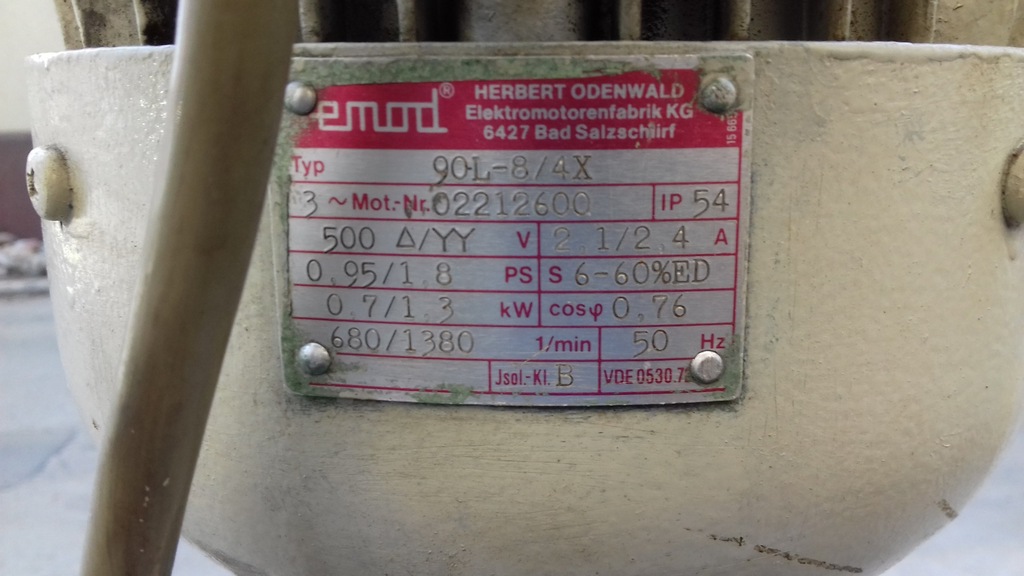 emod® HERBERT ODENWALD
Elektromotorenfabrik KG
6427 Bad Salzschlirf
Typ 90L-8/4X
3 ~ Mot.-Nr. 02212600 IP 54
500 Δ/YY V 2,1/2,4 A
0,95/1,8 PS S 6-60%ED
0,7/1,3 kW cosφ 0,76
680/1380 1/min 50 Hz
Jsol.-Kl. B VDE 0530.7